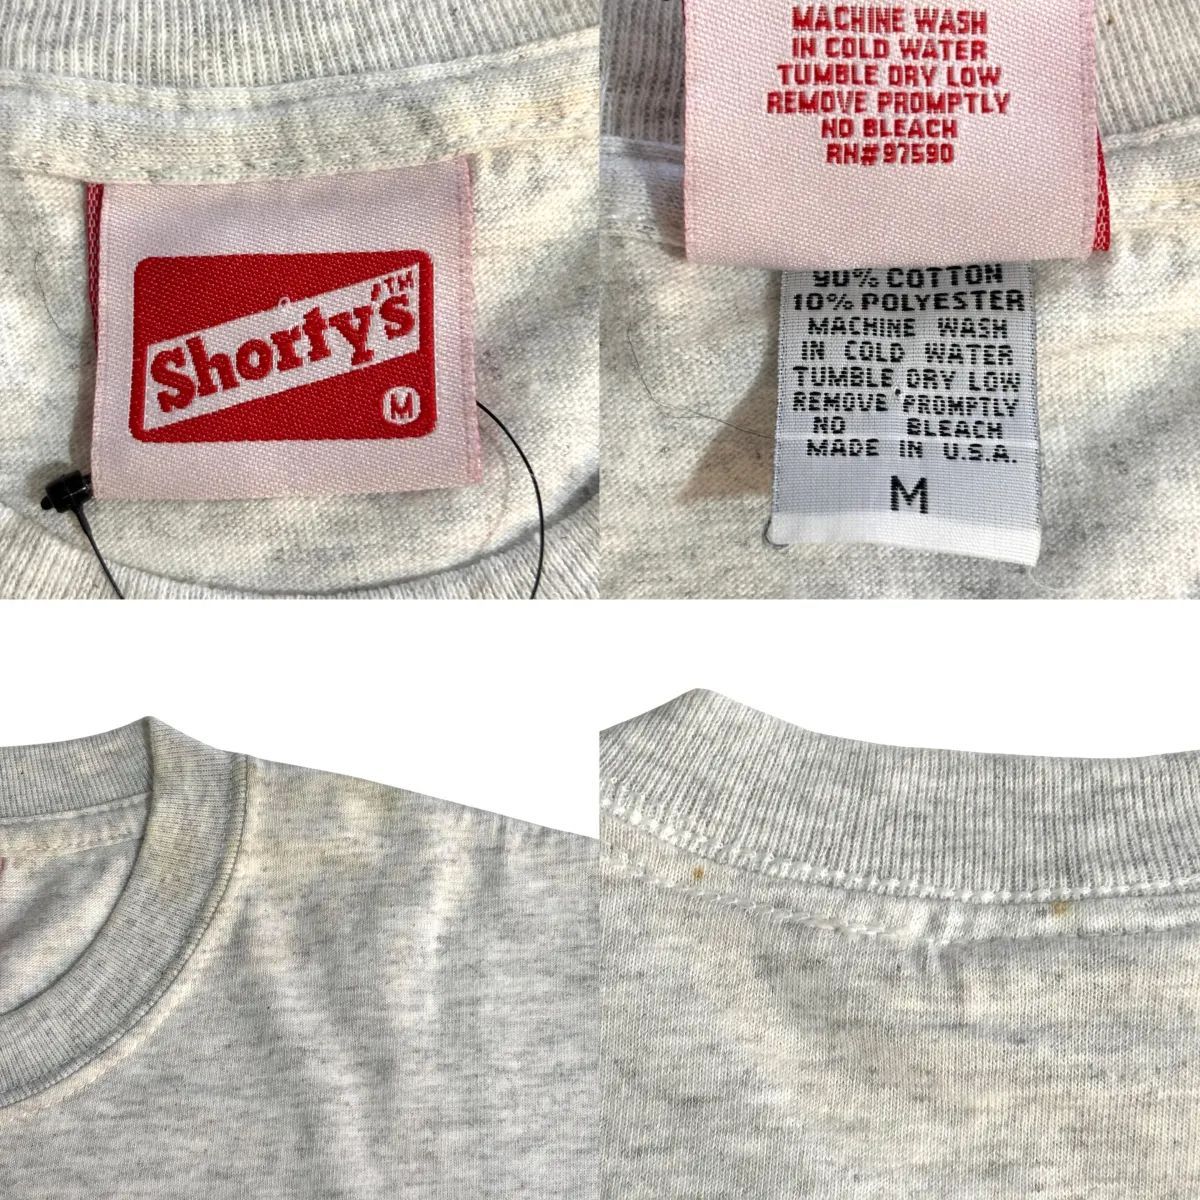 Shorty's™
M
MACHINE WASH
IN COLD WATER
TUMBLE DRY LOW
REMOVE PROMPTLY
NO BLEACH
RN#97590
90% COTTON
10% POLYESTER
MACHINE WASH
IN COLD WATER
TUMBLE DRY LOW
REMOVE PROMPTLY
NO BLEACH
MADE IN U.S.A.
M